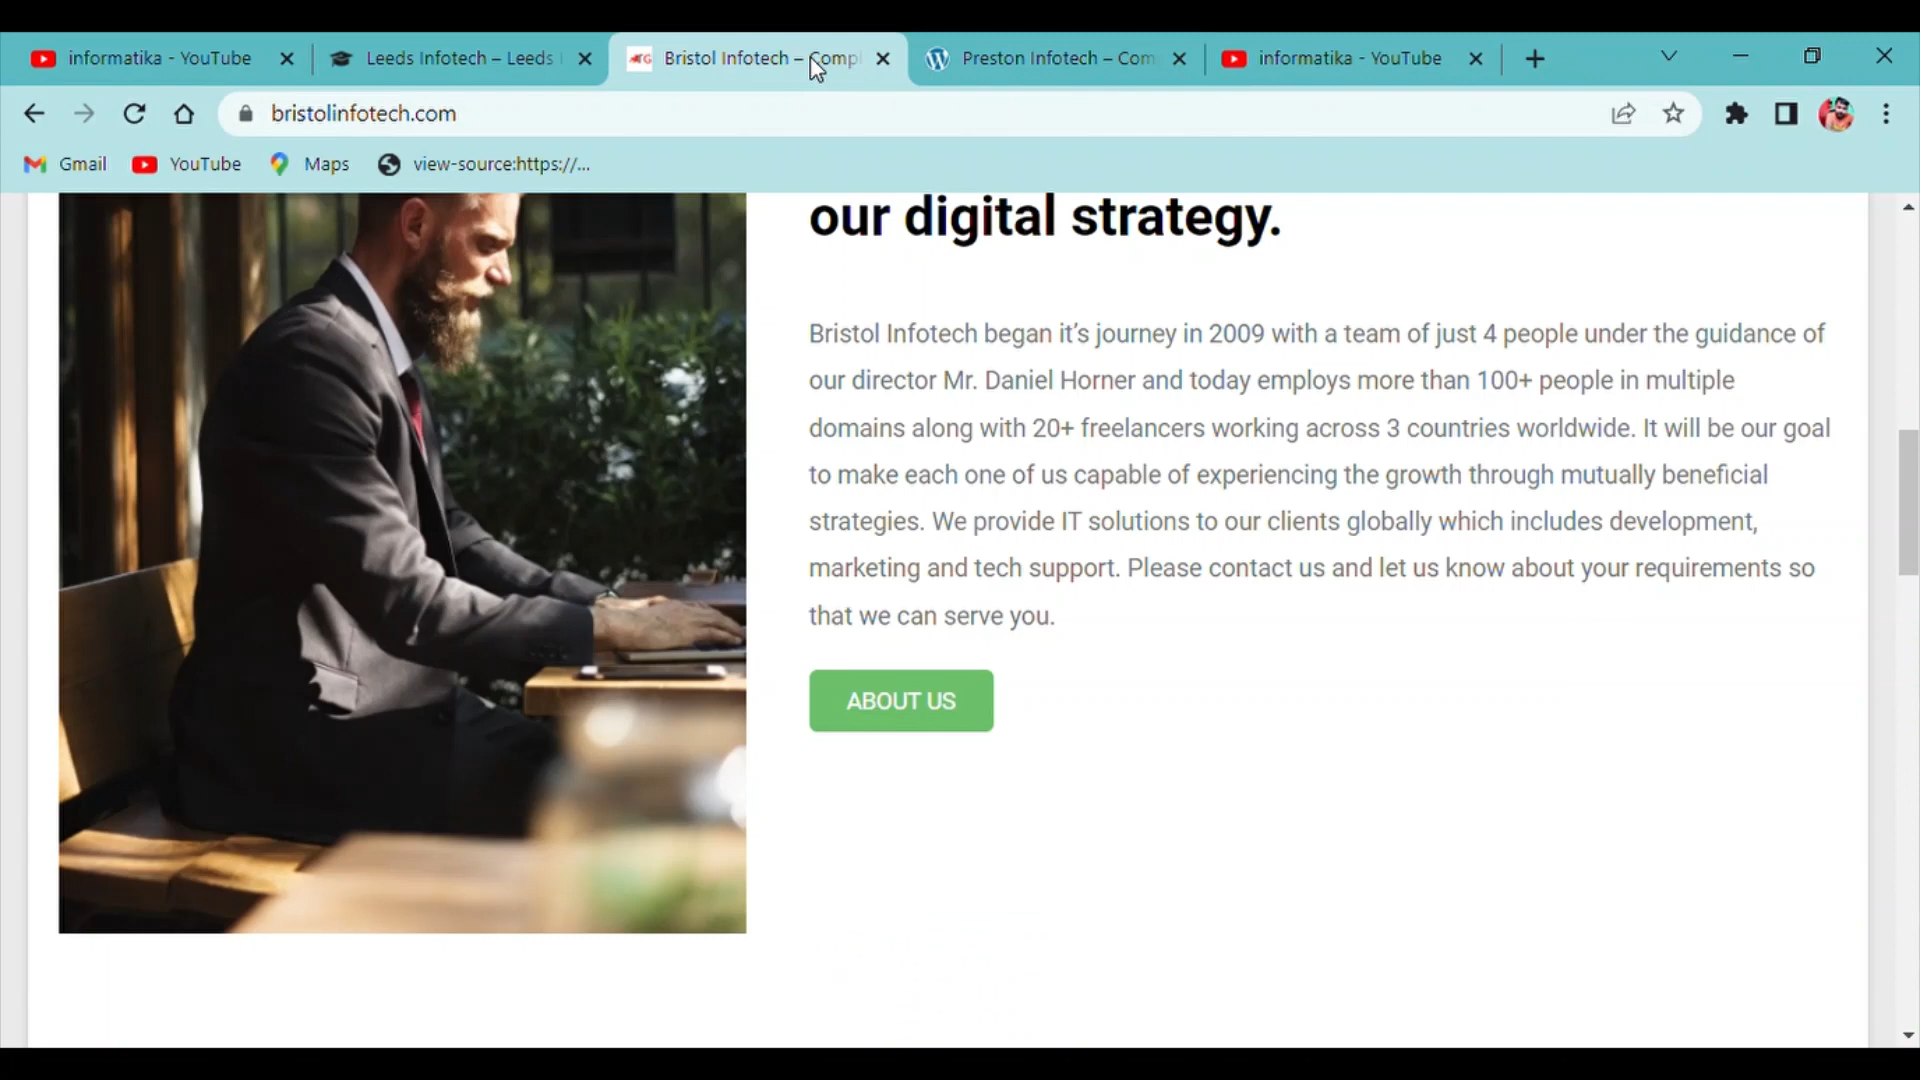 informatika - YouTube
Leeds Infotech – Leeds
Bristol Infotech – Compl
Preston Infotech – Com
informatika - YouTube
bristolinfotech.com
Gmail
YouTube
Maps
view-source:https://...
our digital strategy.
Bristol Infotech began it’s journey in 2009 with a team of just 4 people under the guidance of
our director Mr. Daniel Horner and today employs more than 100+ people in multiple
domains along with 20+ freelancers working across 3 countries worldwide. It will be our goal
to make each one of us capable of experiencing the growth through mutually beneficial
strategies. We provide IT solutions to our clients globally which includes development,
marketing and tech support. Please contact us and let us know about your requirements so
that we can serve you.
ABOUT US